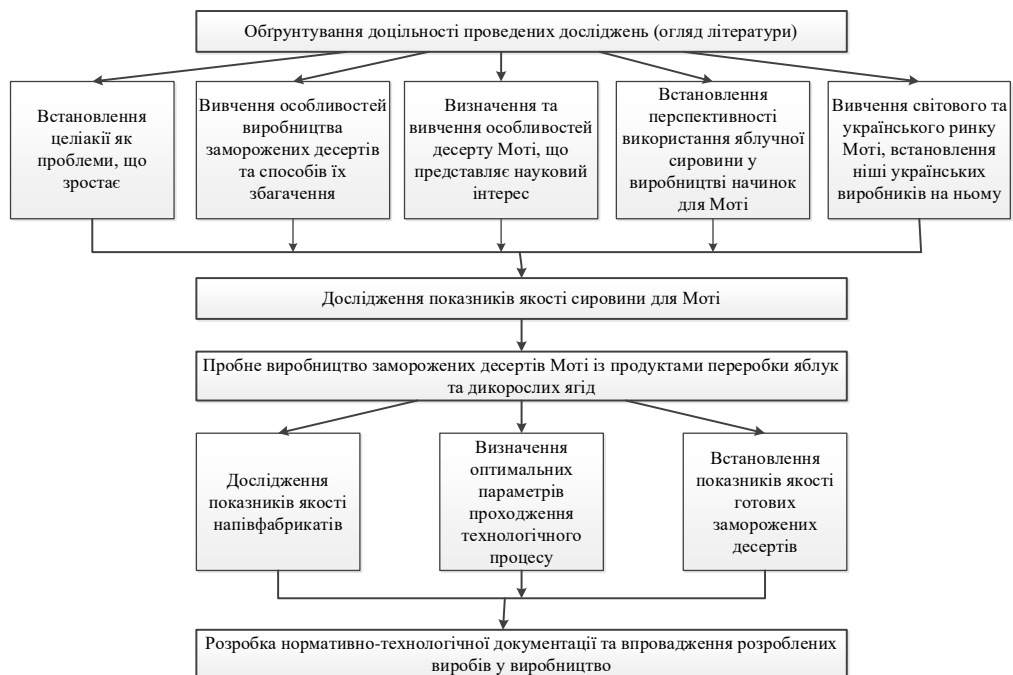 Обґрунтування доцільності проведених досліджень (огляд літератури)
Встановлення
целіакії як
проблеми, що
зростає
Вивчення особливостей
виробництва
заморожених десертів
та способів їх
збагачення
Визначення та
вивчення особливостей
десерту Моті, що
представляє науковий
інтерес
Встановлення
перспективності
використання яблучної
сировини у
виробництві начинок
для Моті
Вивчення світового та
українського ринку
Моті, встановлення
ніші українських
виробників на ньому
Дослідження показників якості сировини для Моті
Пробне виробництво заморожених десертів Моті із продуктами переробки яблук
та дикорослих ягід
Дослідження
показників якості
напівфабрикатів
Визначення
оптимальних
параметрів
проходження
технологічного
процесу
Встановлення
показників якості
готових
заморожених
десертів
Розробка нормативно-технологічної документації та впровадження розроблених
виробів у виробництво